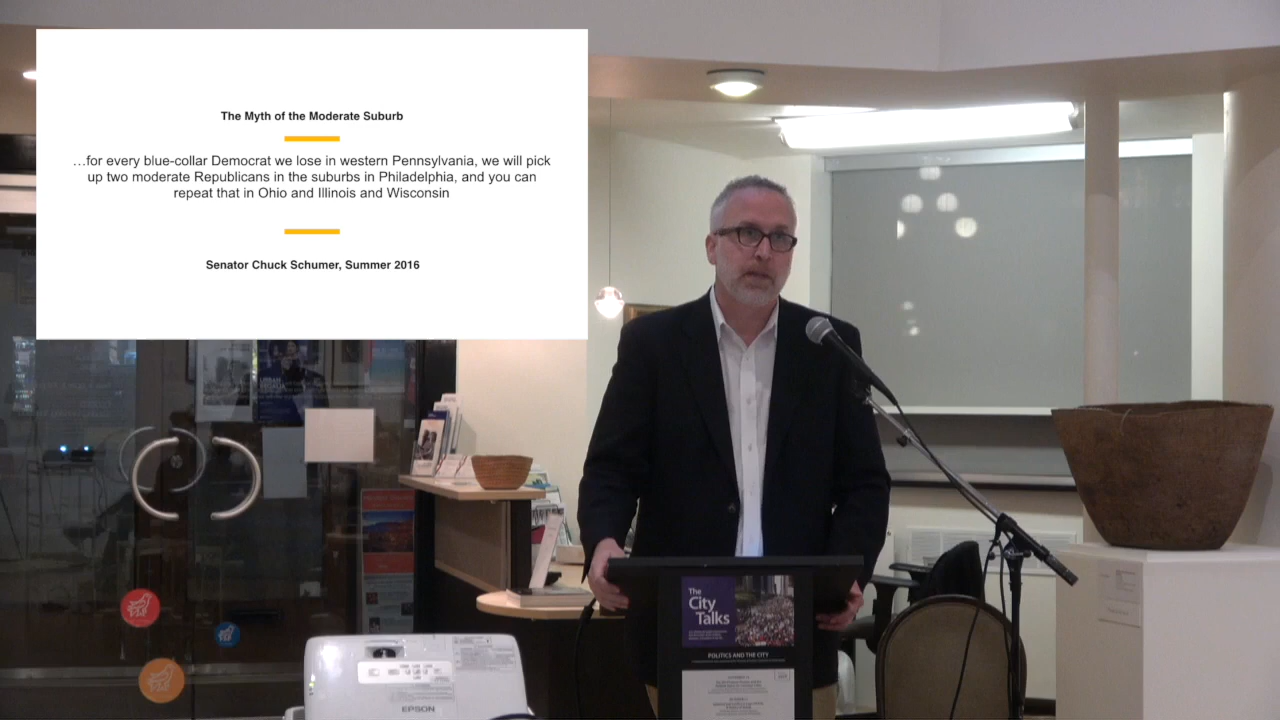 The Myth of the Moderate Suburb
…for every blue-collar Democrat we lose in western Pennsylvania, we will pick
up two moderate Republicans in the suburbs in Philadelphia, and you can
repeat that in Ohio and Illinois and Wisconsin
Senator Chuck Schumer, Summer 2016
The
City
Talks
POLITICS AND THE CITY
EPSON